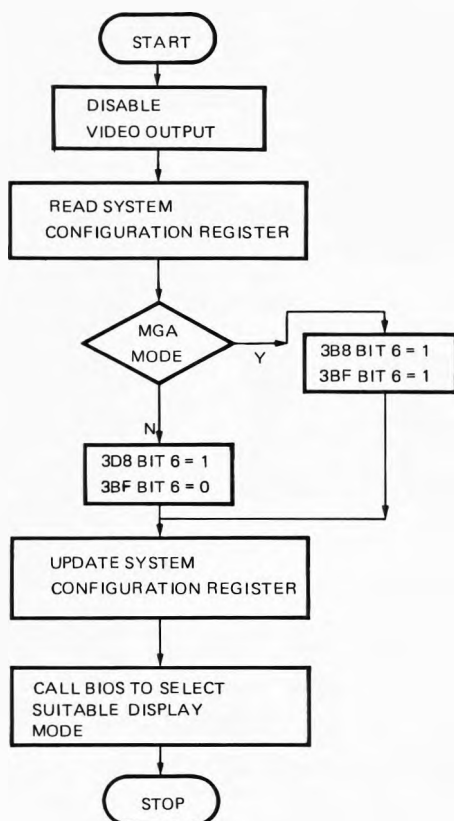 START
DISABLE
VIDEO OUTPUT
READ SYSTEM
CONFIGURATION REGISTER
MGA
MODE
Y
3B8 BIT 6 = 1
3BF BIT 6 = 1
N
3D8 BIT 6 = 1
3BF BIT 6 = 0
UPDATE SYSTEM
CONFIGURATION REGISTER
CALL BIOS TO SELECT
SUITABLE DISPLAY
MODE
STOP